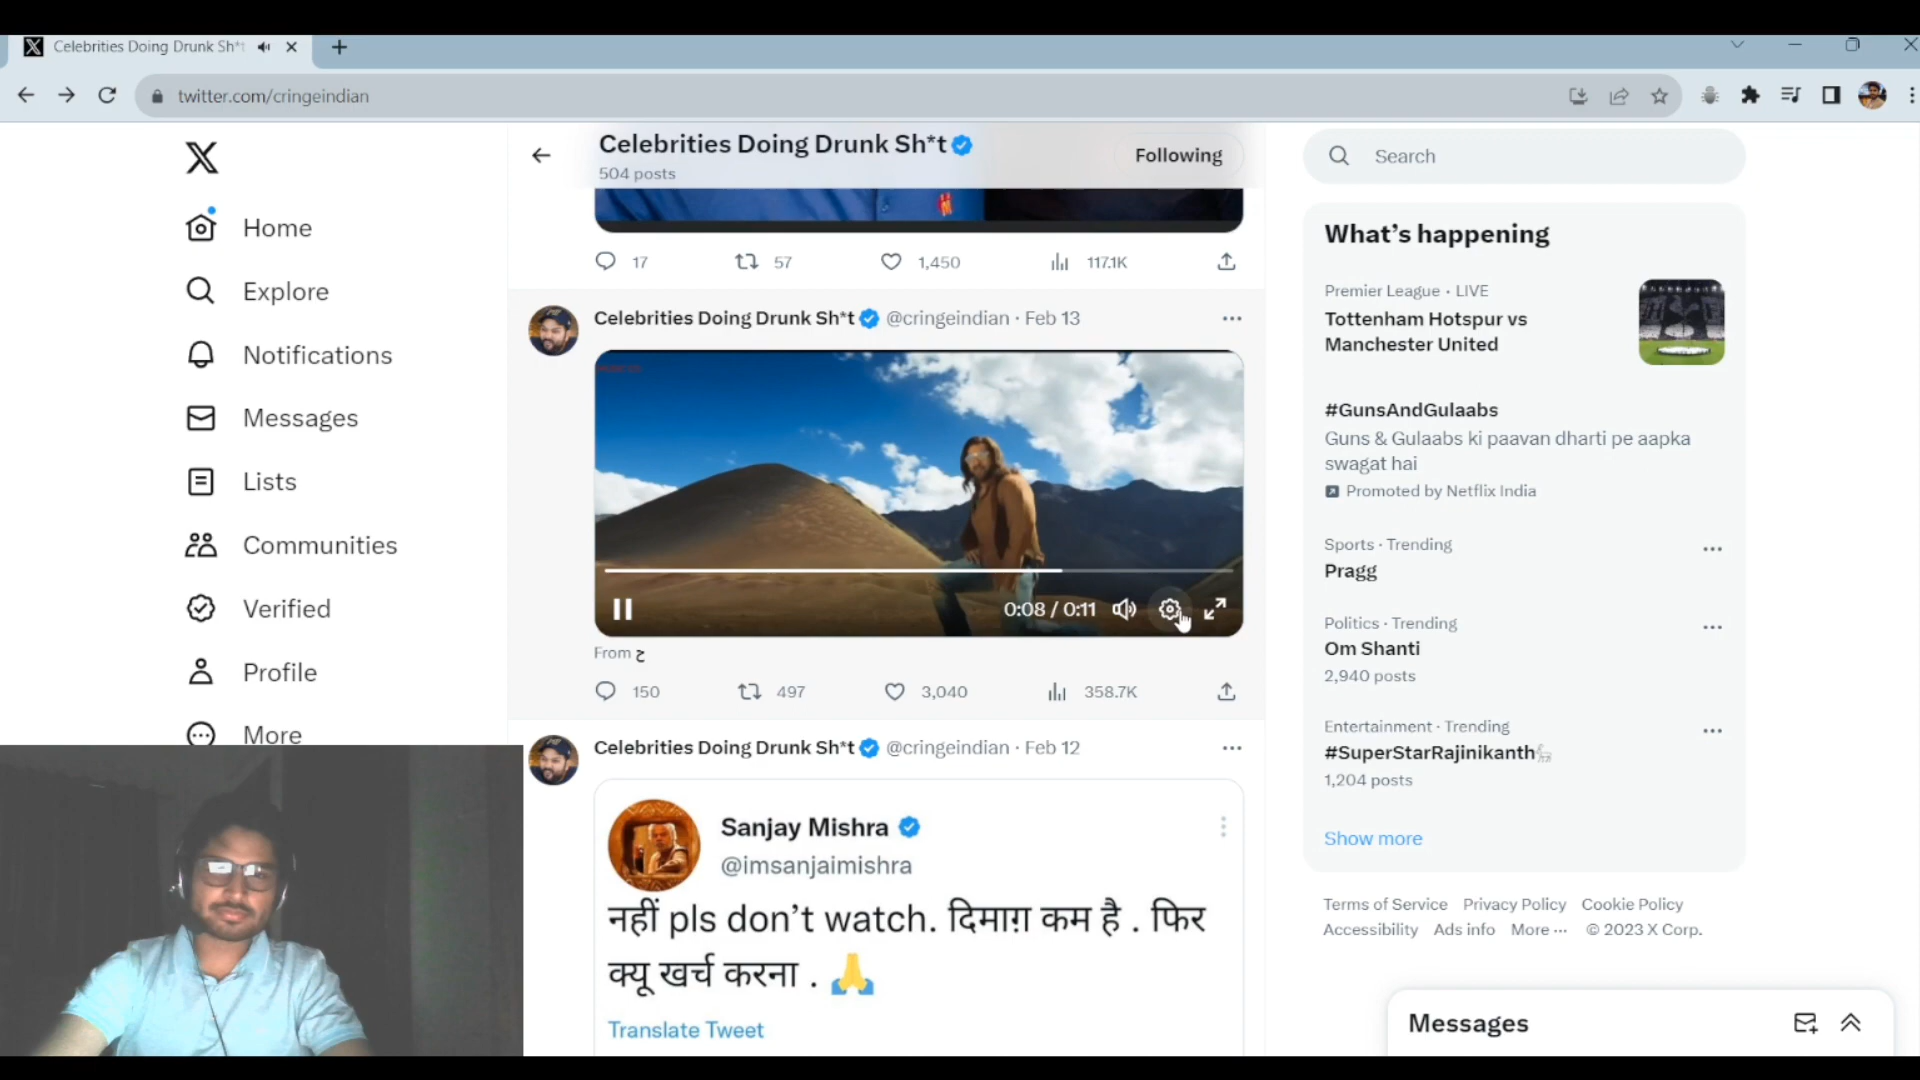 Celebrities Doing Drunk Sh*t
twitter.com/cringeindian
Home
Explore
Notifications
Messages
Lists
Communities
Verified
Profile
More
Celebrities Doing Drunk Sh*t
504 posts
Following
17 57 1,450 117.1K
Celebrities Doing Drunk Sh*t @cringeindian · Feb 13
0:08 / 0:11
From ح
150 497 3,040 358.7K
Celebrities Doing Drunk Sh*t @cringeindian · Feb 12
Sanjay Mishra
@imsanjaimishra
नहीं pls don't watch. दिमाग़ कम है . फिर
क्यू खर्च करना . 🙏
Translate Tweet
Search
What's happening
Premier League · LIVE
Tottenham Hotspur vs
Manchester United
#GunsAndGulaabs
Guns & Gulaabs ki paavan dharti pe aapka
swagat hai
Promoted by Netflix India
Sports · Trending
Pragg
Politics · Trending
Om Shanti
2,940 posts
Entertainment · Trending
#SuperStarRajinikanth
1,204 posts
Show more
Terms of Service Privacy Policy Cookie Policy
Accessibility Ads info More ··· © 2023 X Corp.
Messages